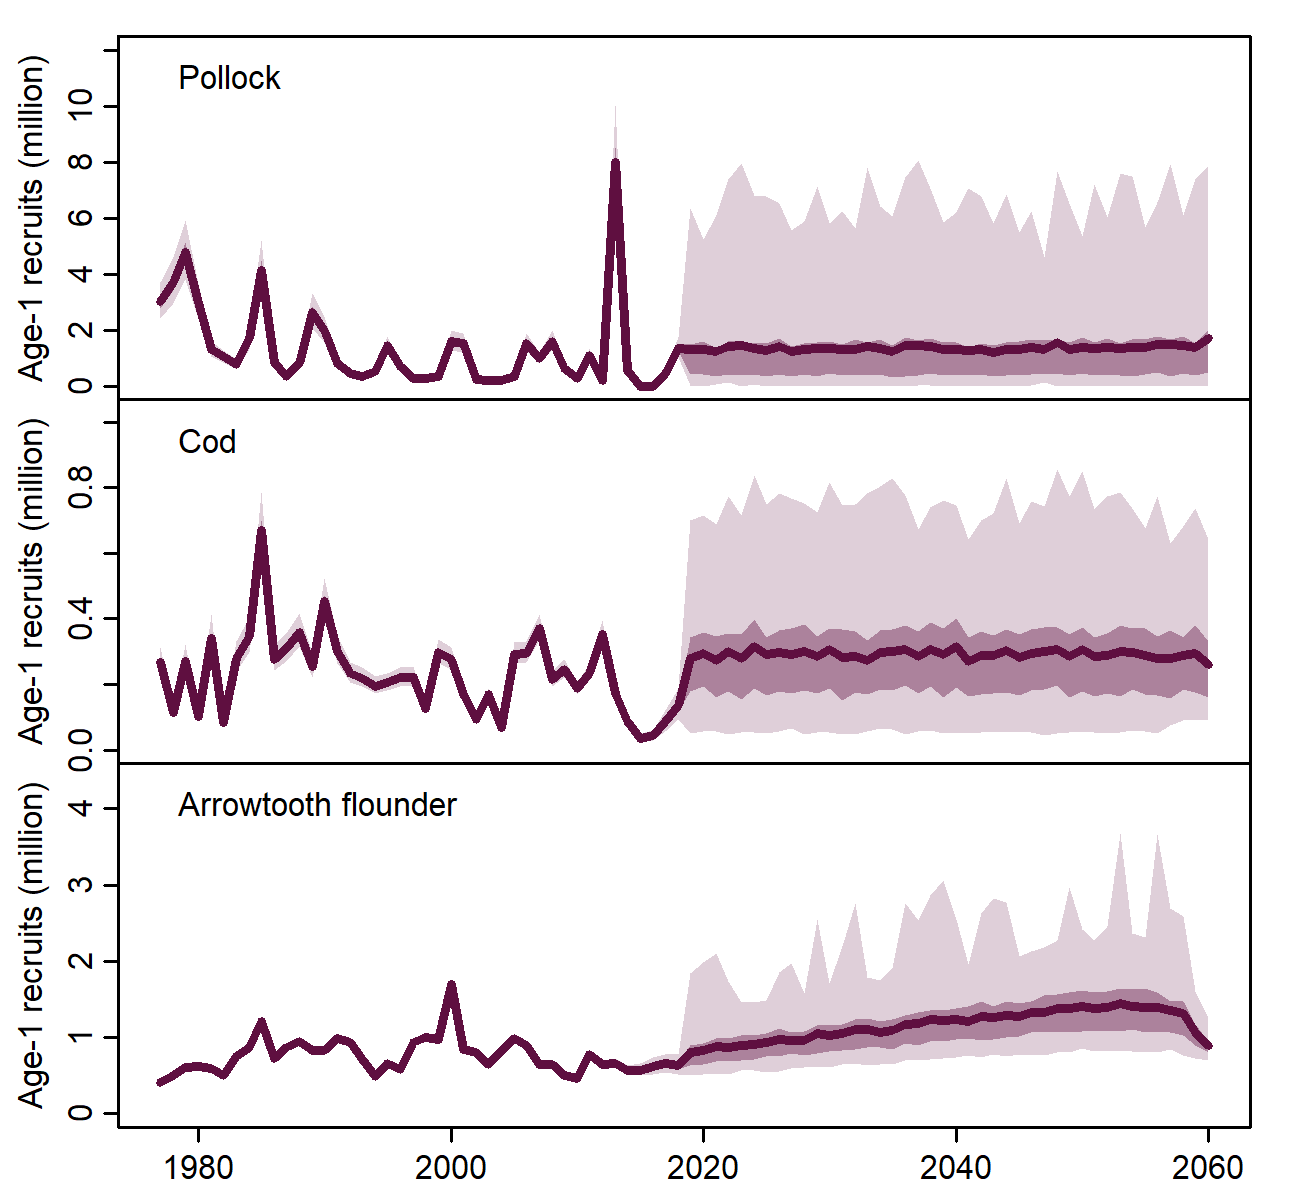 Pollock
Age-1 recruits (million)
10
8
6
4
2
0
Cod
Age-1 recruits (million)
0.8
0.4
0.0
Arrowtooth flounder
Age-1 recruits (million)
4
3
2
1
0
1980 2000 2020 2040 2060